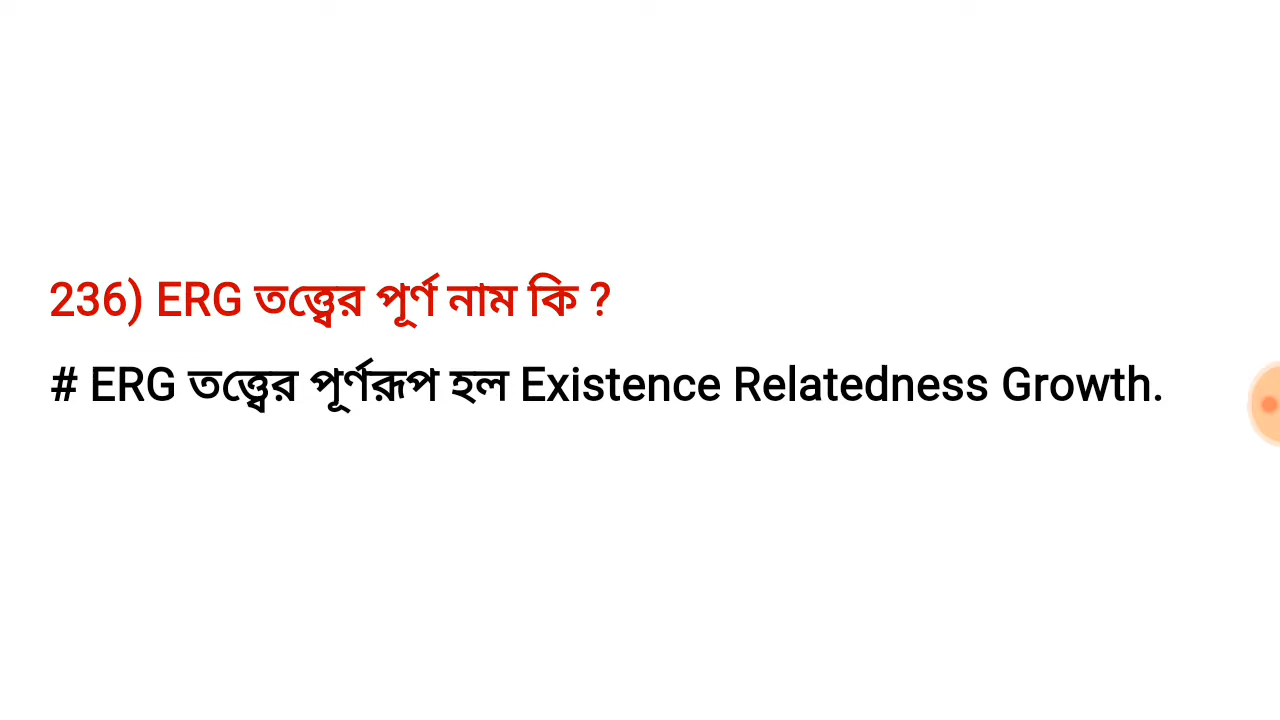 236) ERG তত্ত্বের পূর্ণ নাম কি ?
# ERG তত্ত্বের পূর্ণরূপ হল Existence Relatedness Growth.